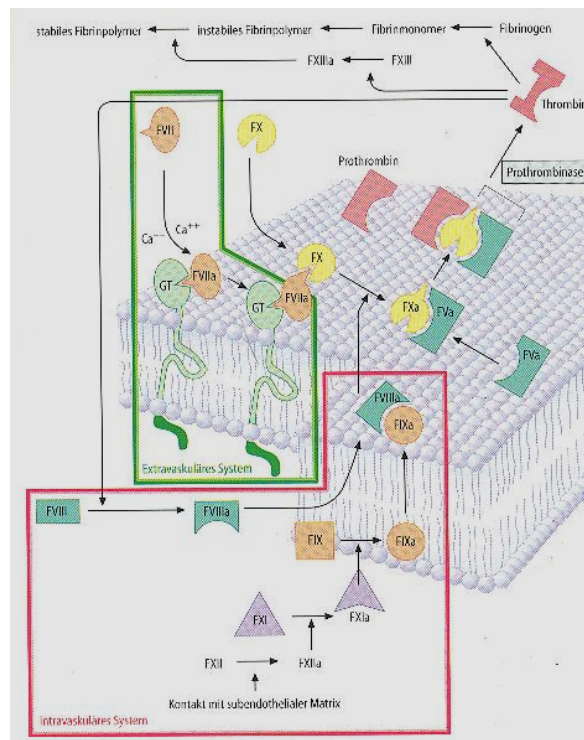 stabiles Fibrinpolymer
instabiles Fibrinpolymer
Fibrinmonomer
Fibrinogen
FXIIIa
FXIII
Thrombin
FVII
FX
Prothrombin
Prothrombinase
Ca⁻⁻
Ca⁺⁺
FX
GT
FVIIa
GT
FVIIa
FXa
FVa
FVa
FVIIIa
FIXa
Extravaskuläres System
FVIII
FVIIIa
FIX
FIXa
FXI
FXIa
FXII
FXIIa
Kontakt mit subendothelialer Matrix
Intravaskuläres System